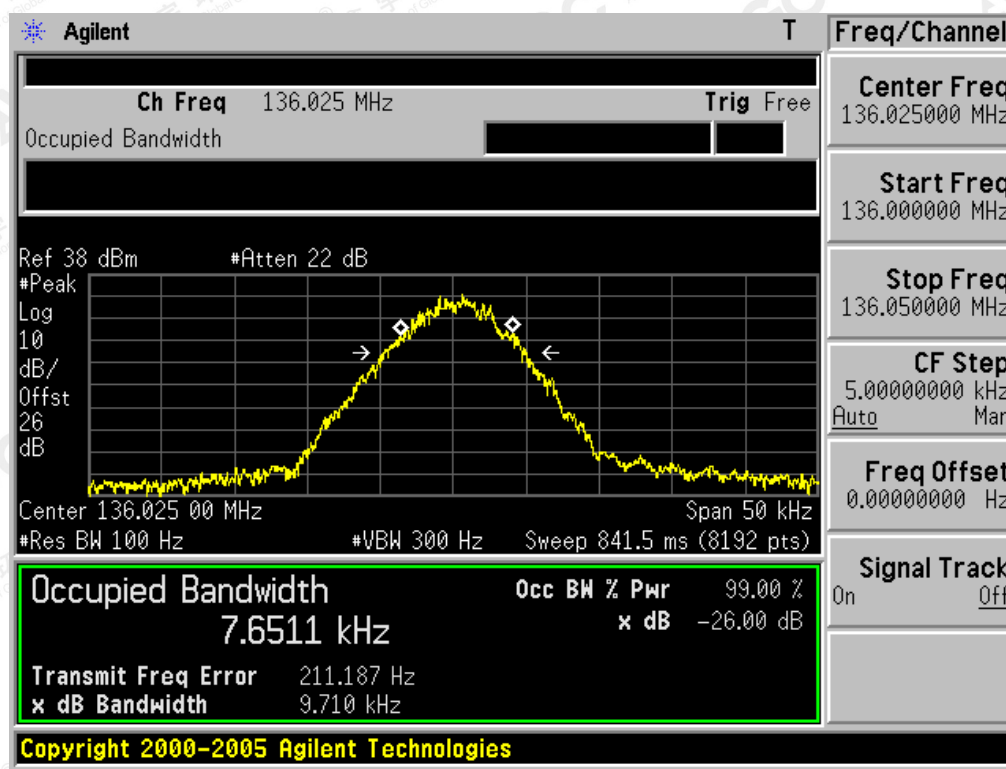 Agilent T Freq/Channel
Ch Freq 136.025 MHz Trig Free
Occupied Bandwidth
Center Freq
136.025000 MHz
Start Freq
136.000000 MHz
Stop Freq
136.050000 MHz
CF Step
5.00000000 kHz
Auto Man
Freq Offset
0.00000000 Hz
Signal Track
On Off
Ref 38 dBm #Atten 22 dB
#Peak
Log
10
dB/
Offst
26
dB
Center 136.025 00 MHz Span 50 kHz
#Res BW 100 Hz #VBW 300 Hz Sweep 841.5 ms (8192 pts)
Occupied Bandwidth Occ BW % Pwr 99.00 %
7.6511 kHz x dB -26.00 dB
Transmit Freq Error 211.187 Hz
x dB Bandwidth 9.710 kHz
Copyright 2000-2005 Agilent Technologies